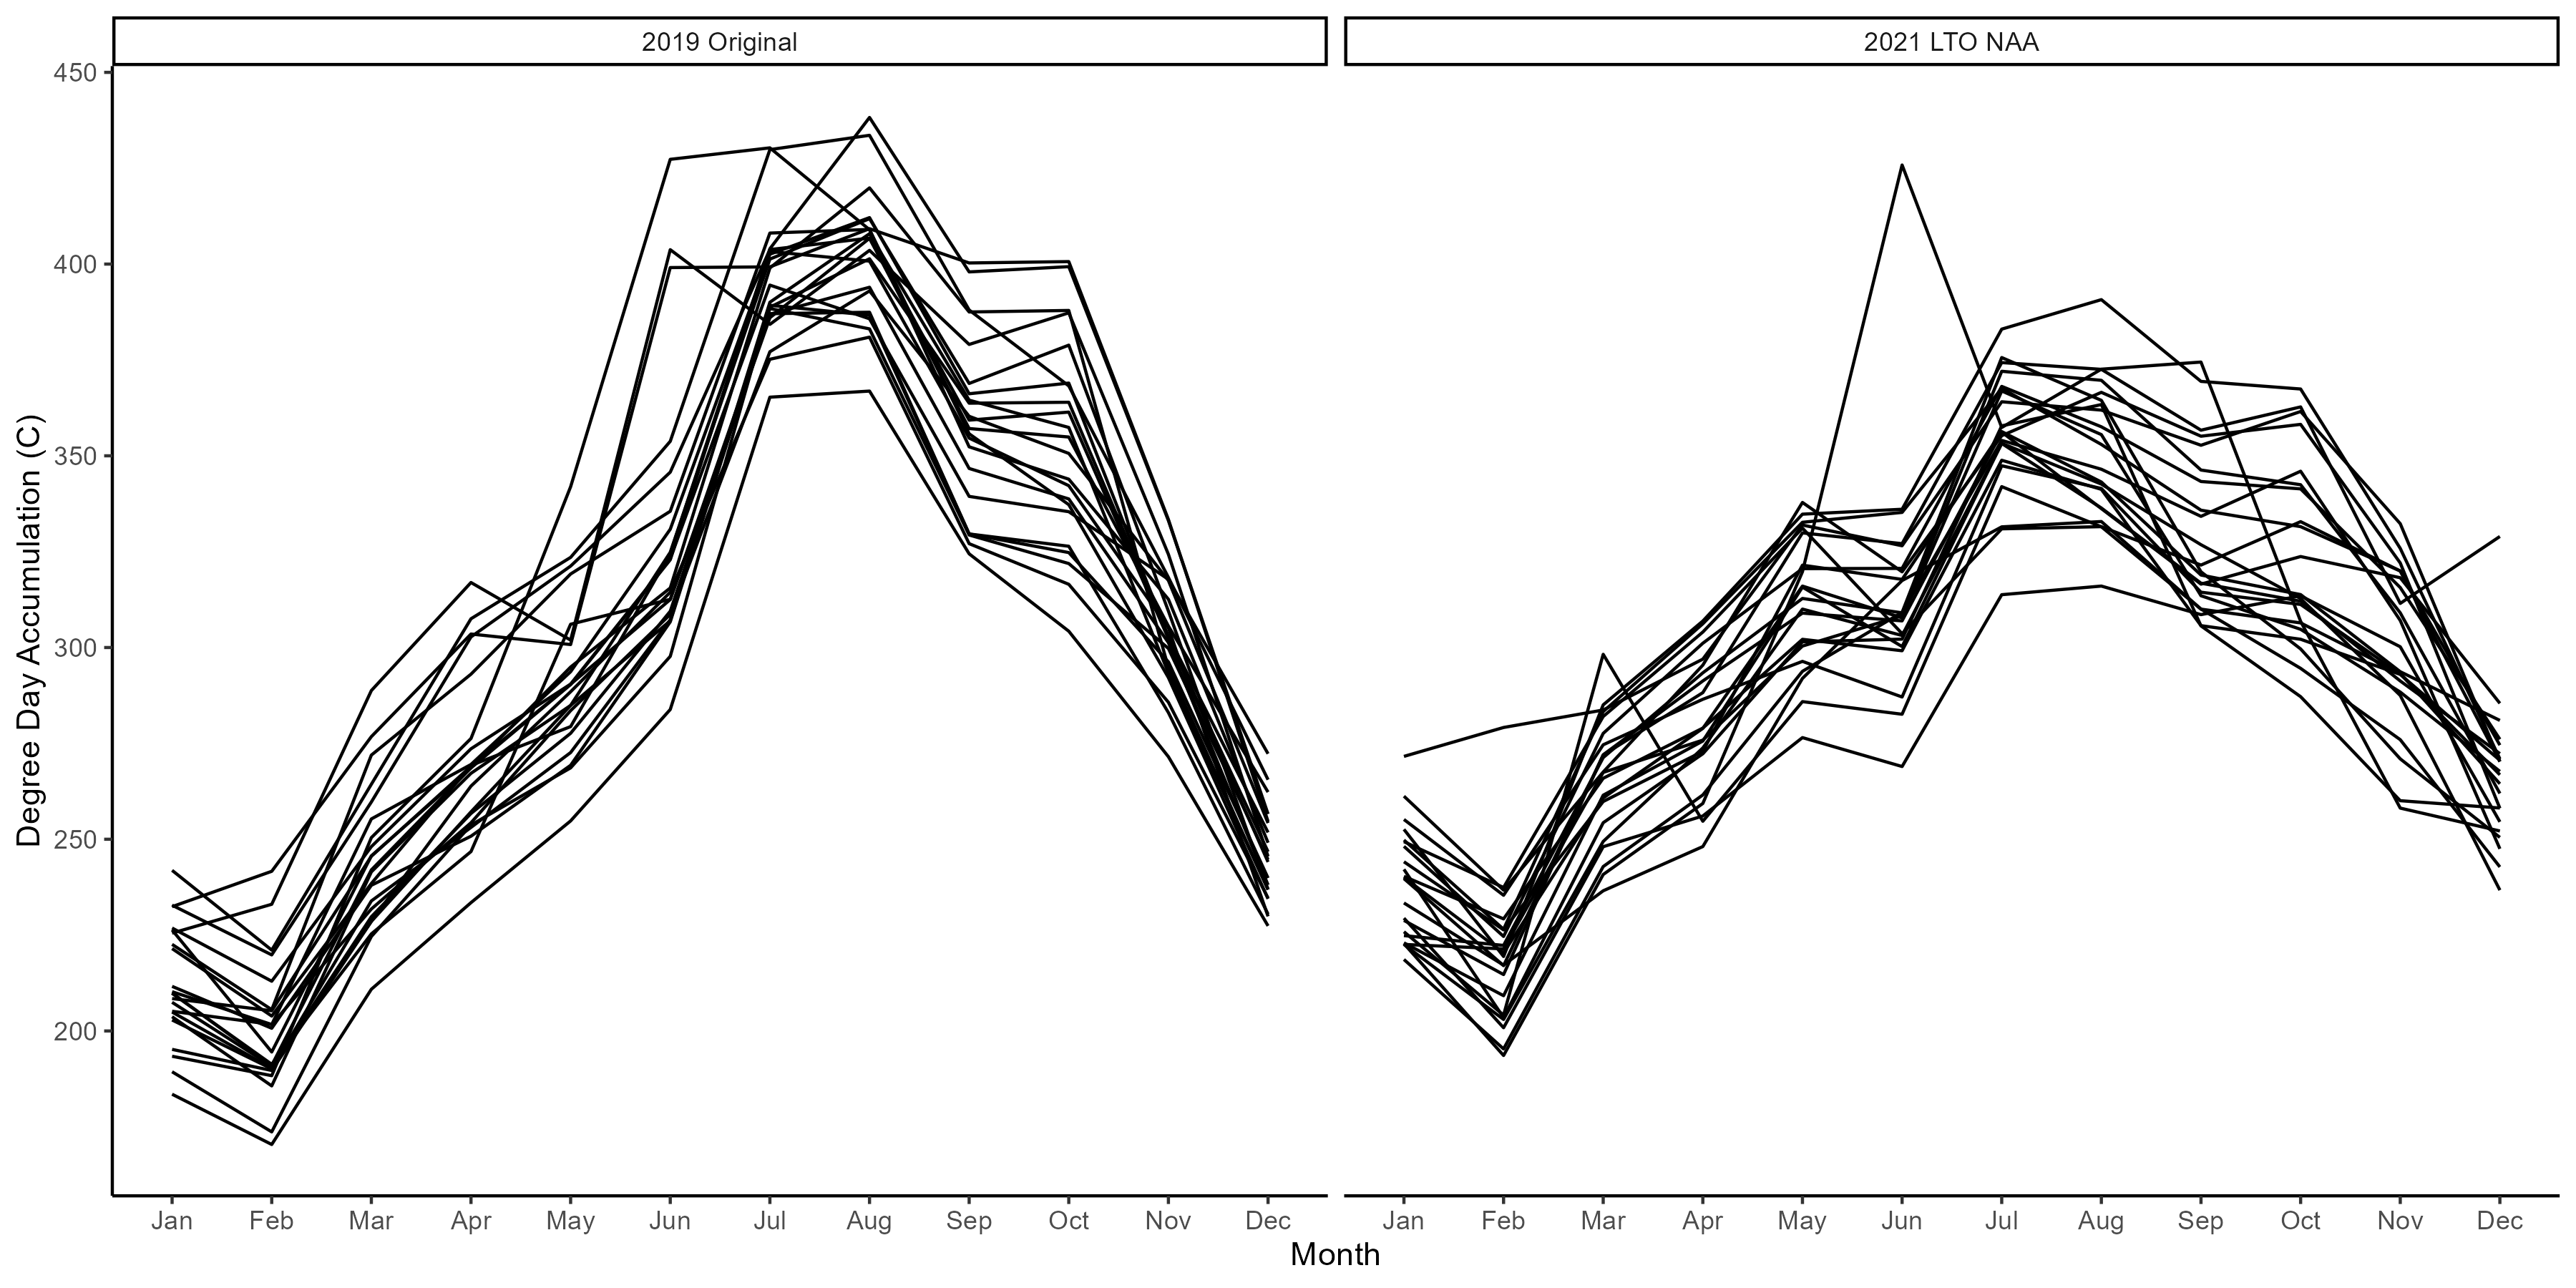 2019 Original
2021 LTO NAA
Degree Day Accumulation (C)
450
400
350
300
250
200
Jan Feb Mar Apr May Jun Jul Aug Sep Oct Nov Dec
Jan Feb Mar Apr May Jun Jul Aug Sep Oct Nov Dec
Month